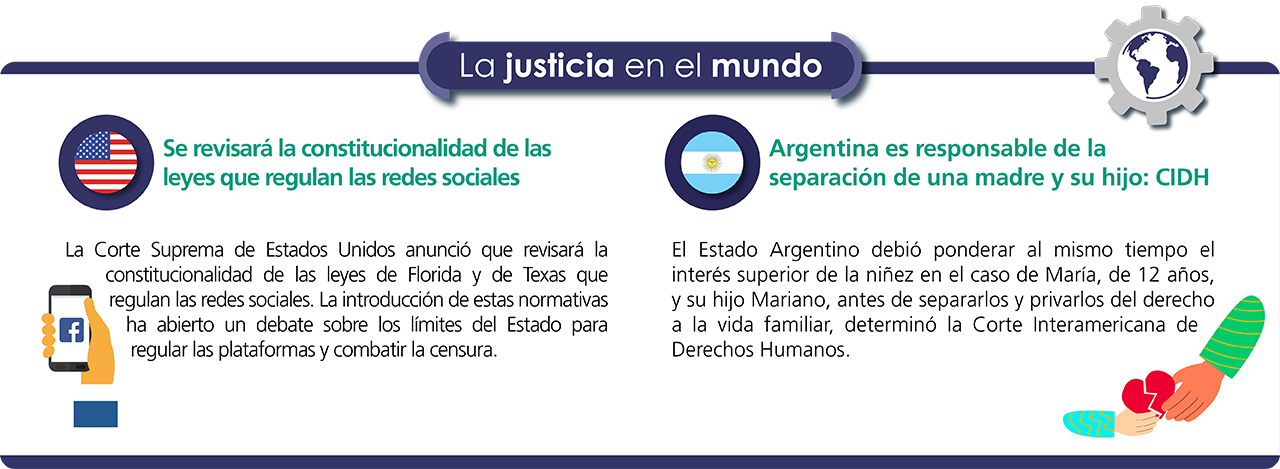 La justicia en el mundo
Se revisará la constitucionalidad de las
leyes que regulan las redes sociales
La Corte Suprema de Estados Unidos anunció que revisará la
constitucionalidad de las leyes de Florida y de Texas que
regulan las redes sociales. La introducción de estas normativas
ha abierto un debate sobre los límites del Estado para
regular las plataformas y combatir la censura.
f
Argentina es responsable de la
separación de una madre y su hijo: CIDH
El Estado Argentino debió ponderar al mismo tiempo el
interés superior de la niñez en el caso de María, de 12 años,
y su hijo Mariano, antes de separarlos y privarlos del derecho
a la vida familiar, determinó la Corte Interamericana de
Derechos Humanos.